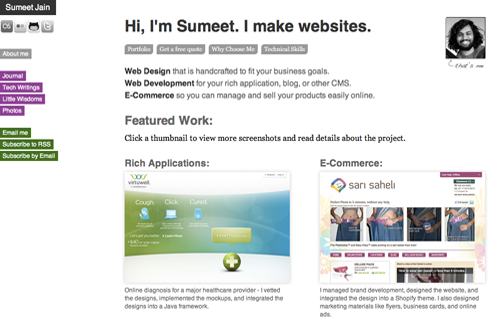 Sumeet Jain
About me
Journal
Tech Writings
Little Wisdoms
Photos
Email me
Subscribe to RSS
Subscribe by Email
Hi, I'm Sumeet. I make websites.
Portfolio
Get a free quote
Why Choose Me
Technical Skills
that's me
Web Design that is handcrafted to fit your business goals.
Web Development for your rich application, blog, or other CMS.
E-Commerce so you can manage and sell your products easily online.
Featured Work:
Click a thumbnail to view more screenshots and read details about the project.
Rich Applications:
virtuwell
Cough.
Click.
Cured.
Online diagnosis for a major healthcare provider - I vetted
the designs, implemented the mockups, and integrated
the designs into a Java framework.
E-Commerce:
sari saheli
I managed brand development, designed the website, and
integrated the design into a Shopify theme. I also designed
marketing materials like flyers, business cards, and online
ads.